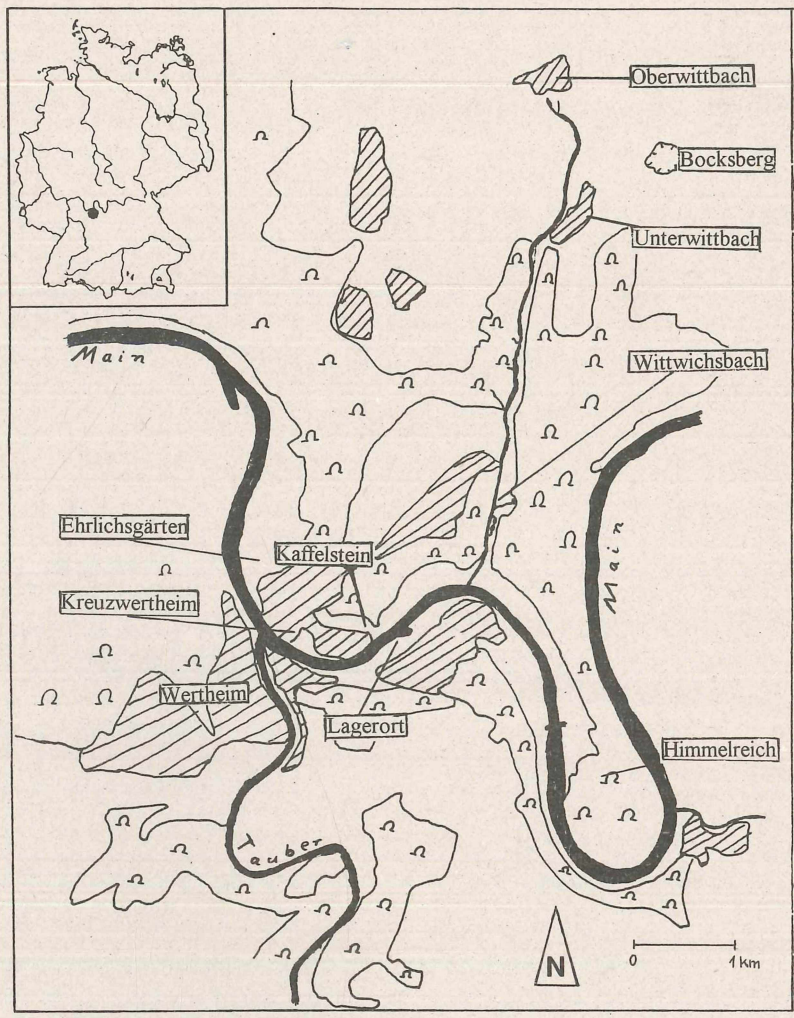 Oberwittbach
Bocksberg
Unterwittbach
Main
Wittwichsbach
Ehrlichsgärten
Kaffelstein
Main
Kreuzwertheim
Wertheim
Lagerort
Himmelreich
Tauber
N
0 1 km